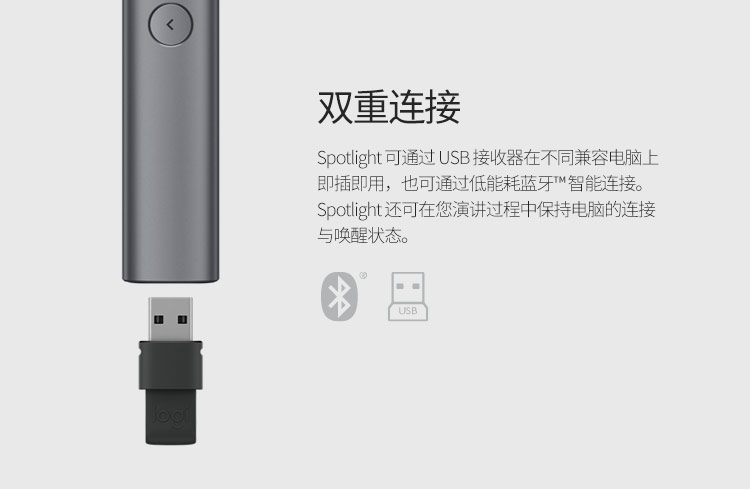 双重连接
Spotlight 可通过 USB 接收器在不同兼容电脑上
即插即用，也可通过低能耗蓝牙™智能连接。
Spotlight 还可在您演讲过程中保持电脑的连接
与唤醒状态。
®
USB
logi